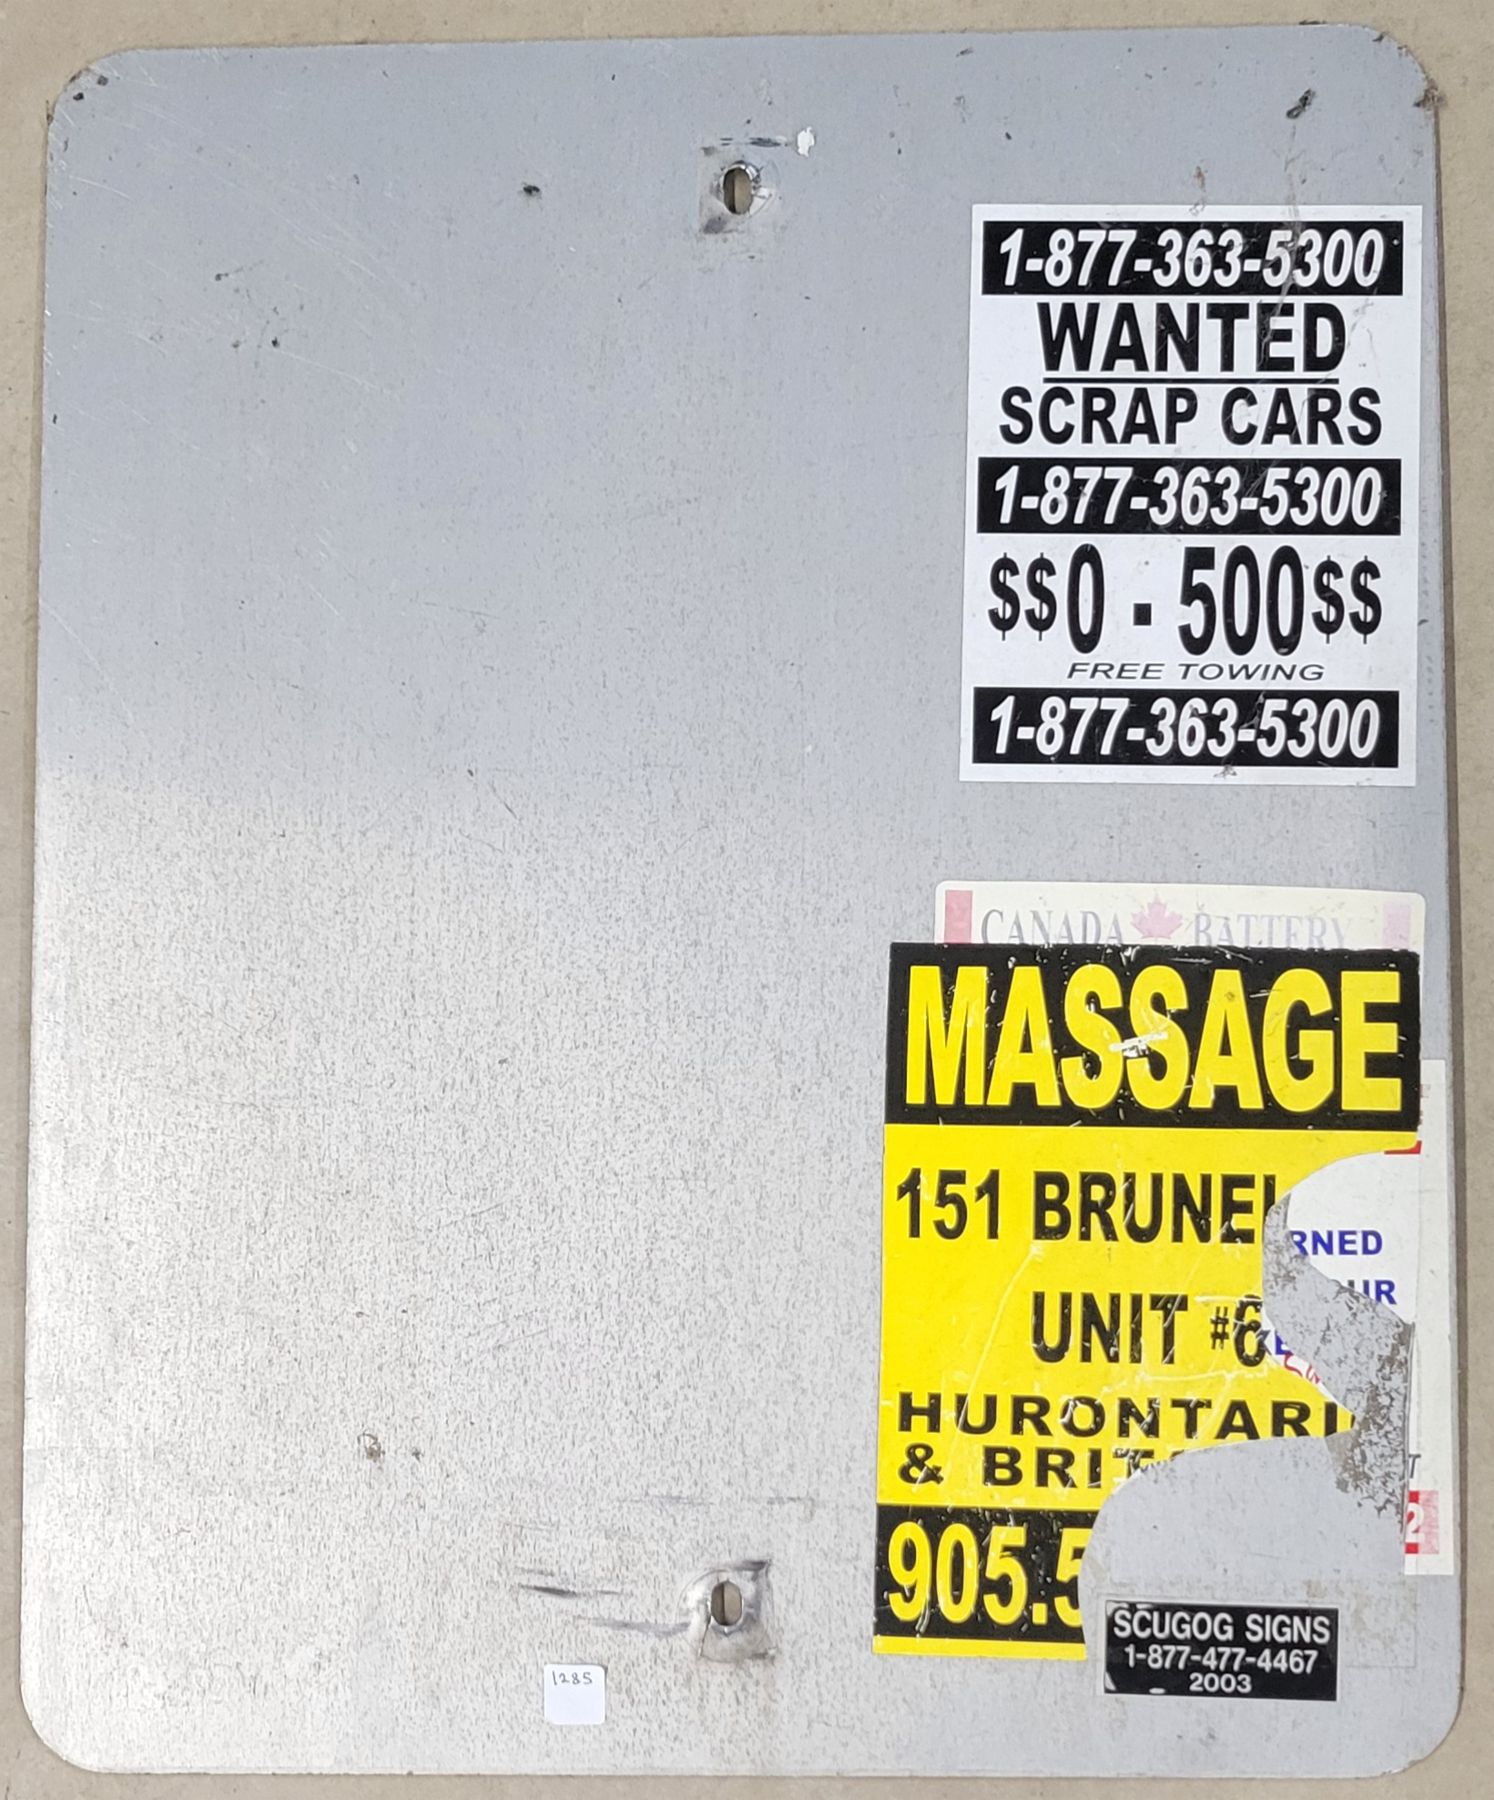 1-877-363-5300
WANTED
SCRAP CARS
1-877-363-5300
$$0 - 500$$
FREE TOWING
1-877-363-5300
CANADA BATTERY
MASSAGE
151 BRUNEL
RNED
UR
UNIT #6
HURONTARI
& BRIT
905.5
SCUGOG SIGNS
1-877-477-4467
2003
1285